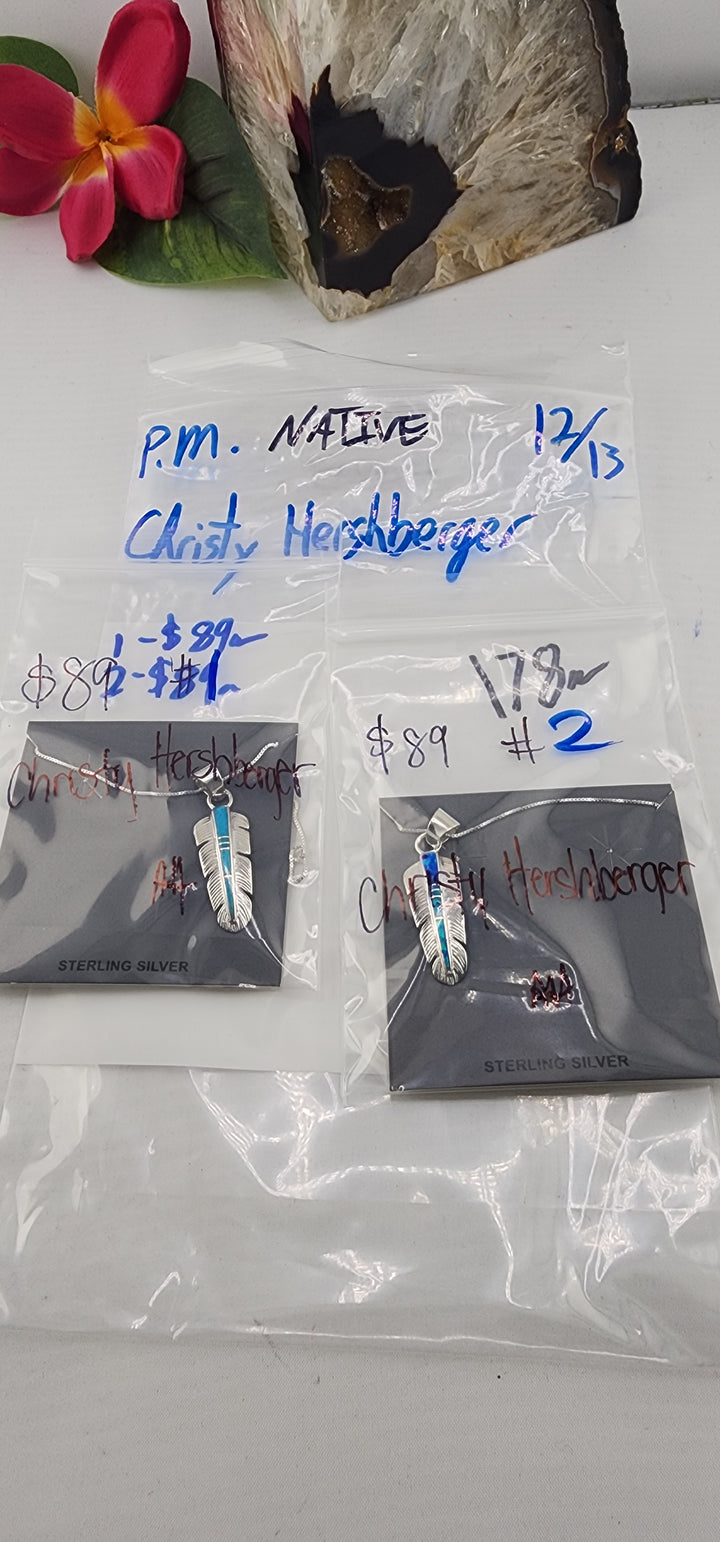 P.M. NATIVE 12/13
Christy Hershberger
1 - $89
2 - $89
$89 #1
Christy Hershberger
STERLING SILVER
178
$89 #2
Christy Hershberger
STERLING SILVER